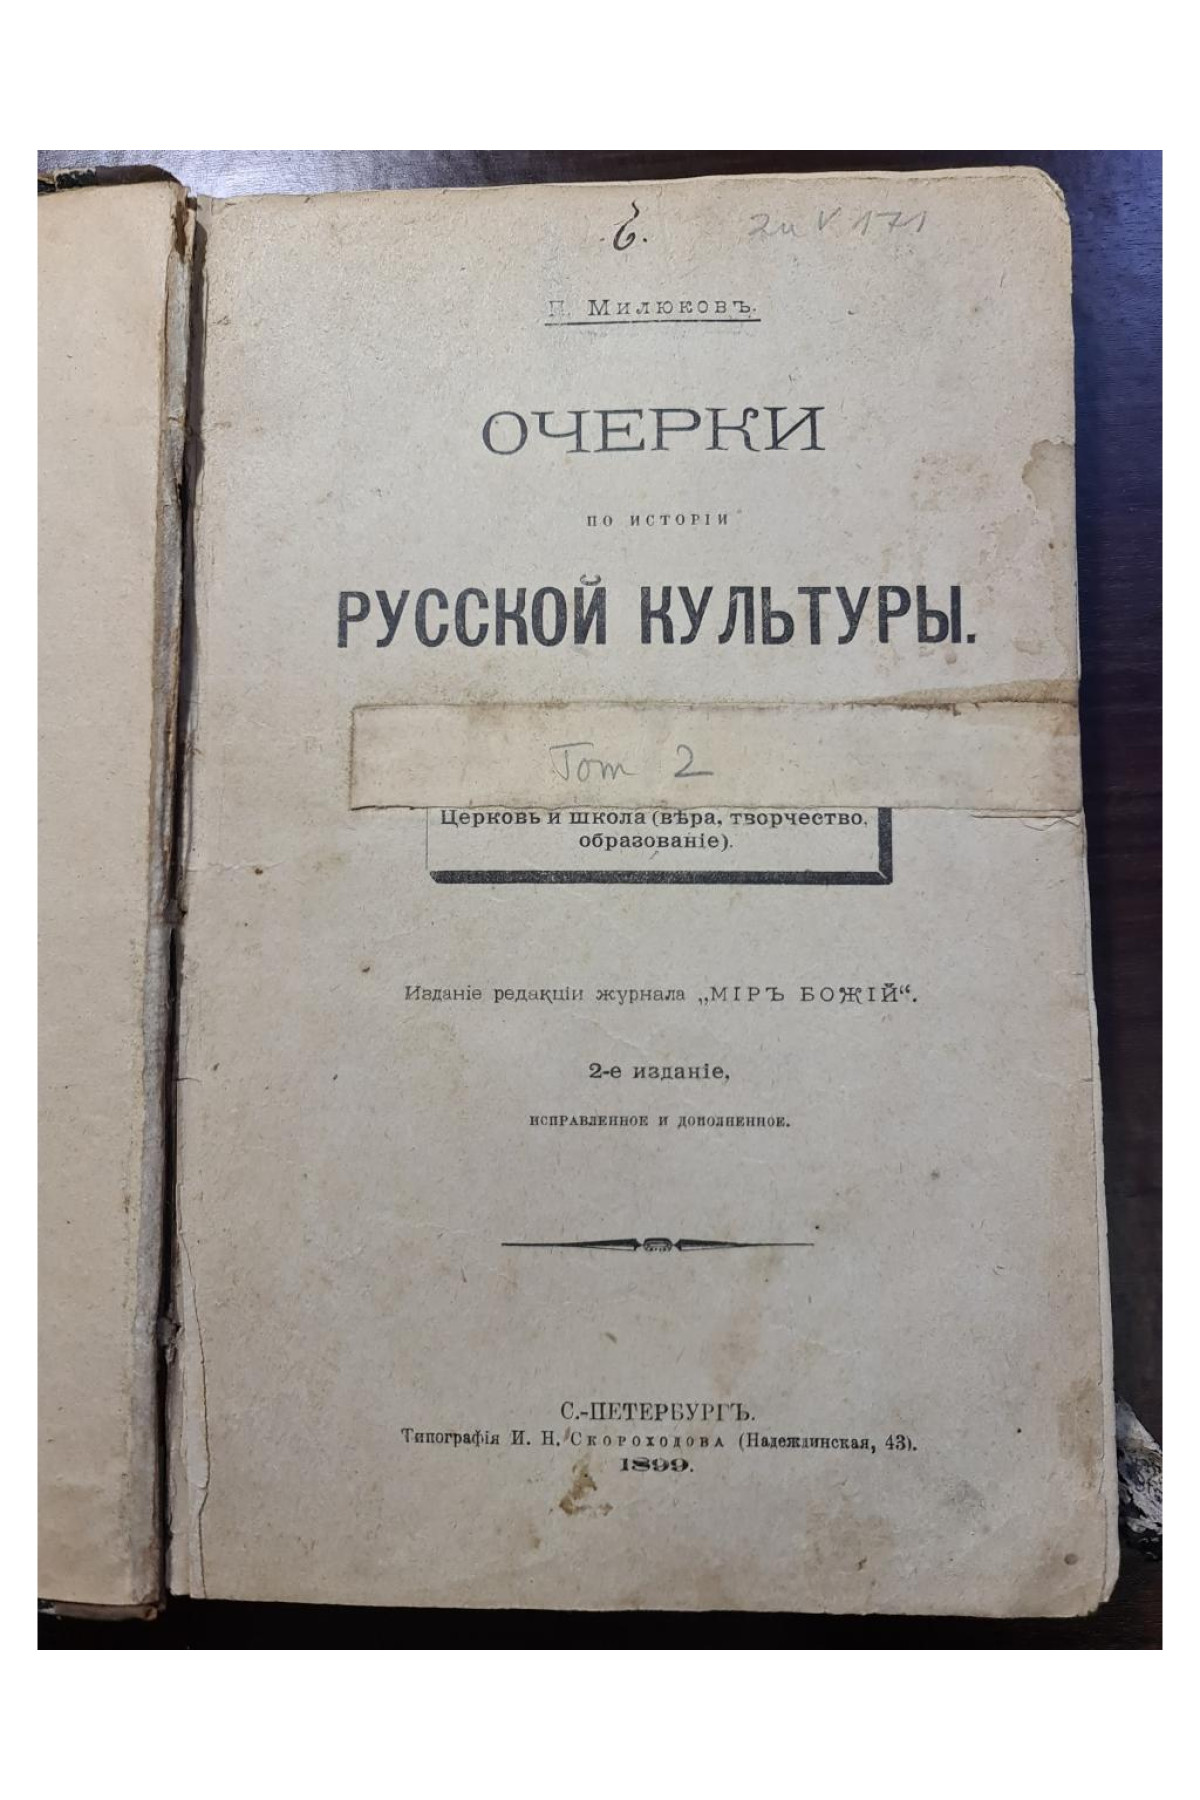 .Є. 2и V 171
П. Милюковъ.
ОЧЕРКИ
ПО ИСТОРІИ
РУССКОЙ КУЛЬТУРЫ.
Том 2
Церковь и школа (вѣра, творчество,
образованіе).
Изданіе редакціи журнала „МІРЪ БОЖІЙ“.
2-е изданіе,
ИСПРАВЛЕННОЕ И ДОПОЛНЕННОЕ.
С.-ПЕТЕРБУРГЪ.
Типографія И. Н. Скороходова (Надеждинская, 43).
1899.